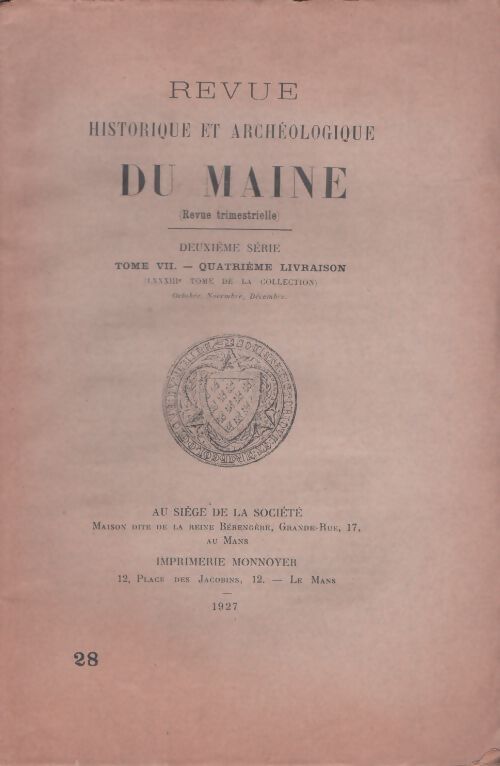 REVUE
HISTORIQUE ET ARCHÉOLOGIQUE
DU MAINE
(Revue trimestrielle)
DEUXIÈME SÉRIE
TOME VII. — QUATRIÈME LIVRAISON
(LXXXIIIe TOME DE LA COLLECTION)
Octobre, Novembre, Décembre.
AU SIÉGE DE LA SOCIÉTÉ
MAISON DITE DE LA REINE BÉRENGÈRE, GRANDE-RUE, 17,
AU MANS
IMPRIMERIE MONNOYER
12, PLACE DES JACOBINS, 12. — LE MANS
1927
28